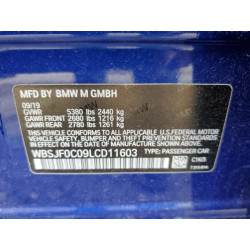 MFD BY BMW M GMBH
09/19
GVWR 5380 lbs 2440 kg
GAWR FRONT 2680 lbs 1216 kg
GAWR REAR 2780 lbs 1261 kg
THIS VEHICLE CONFORMS TO ALL APPLICABLE
U.S.FEDERAL MOTOR VEHICLE SAFETY, BUMPER,
AND THEFT PREVENTION STANDARDS IN EFFECT ON
THE DATE OF MANUFACTURE SHOWN ABOVE.
WBSJF0C09LCD11603
TYPE: PASSENGER CAR